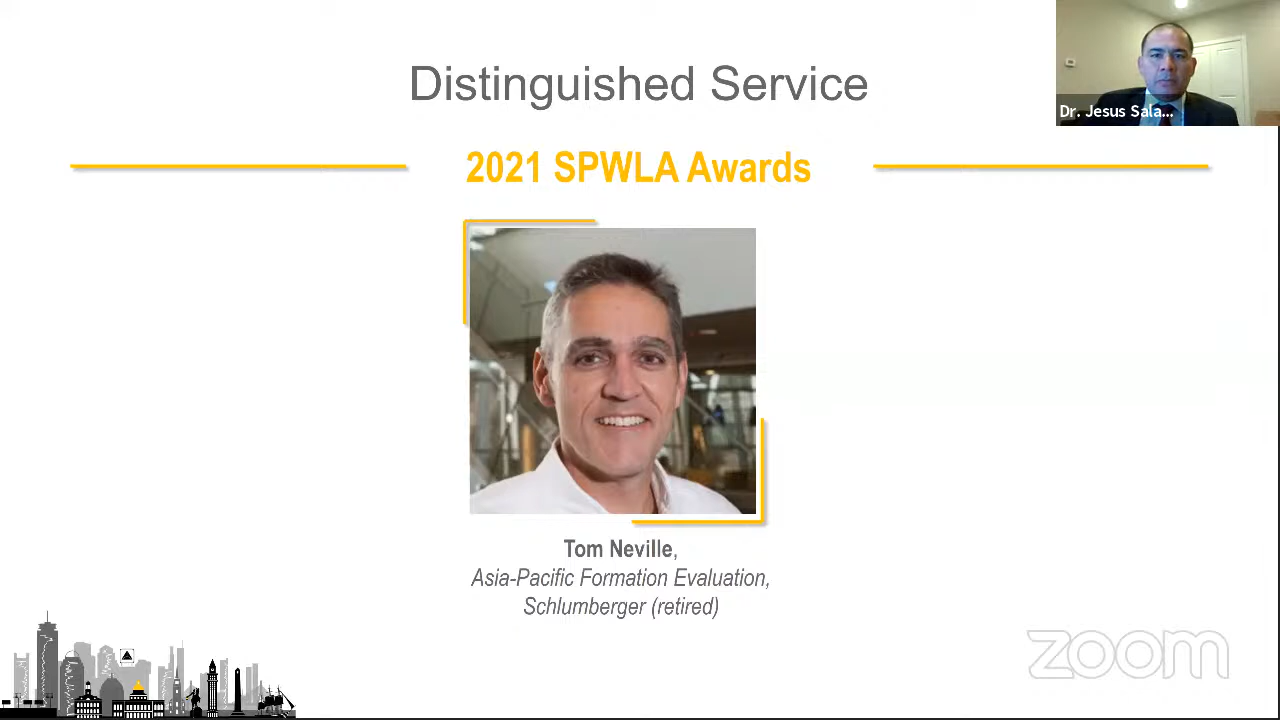 Distinguished Service
Dr. Jesus Sala...
2021 SPWLA Awards
Tom Neville,
Asia-Pacific Formation Evaluation,
Schlumberger (retired)
zoom